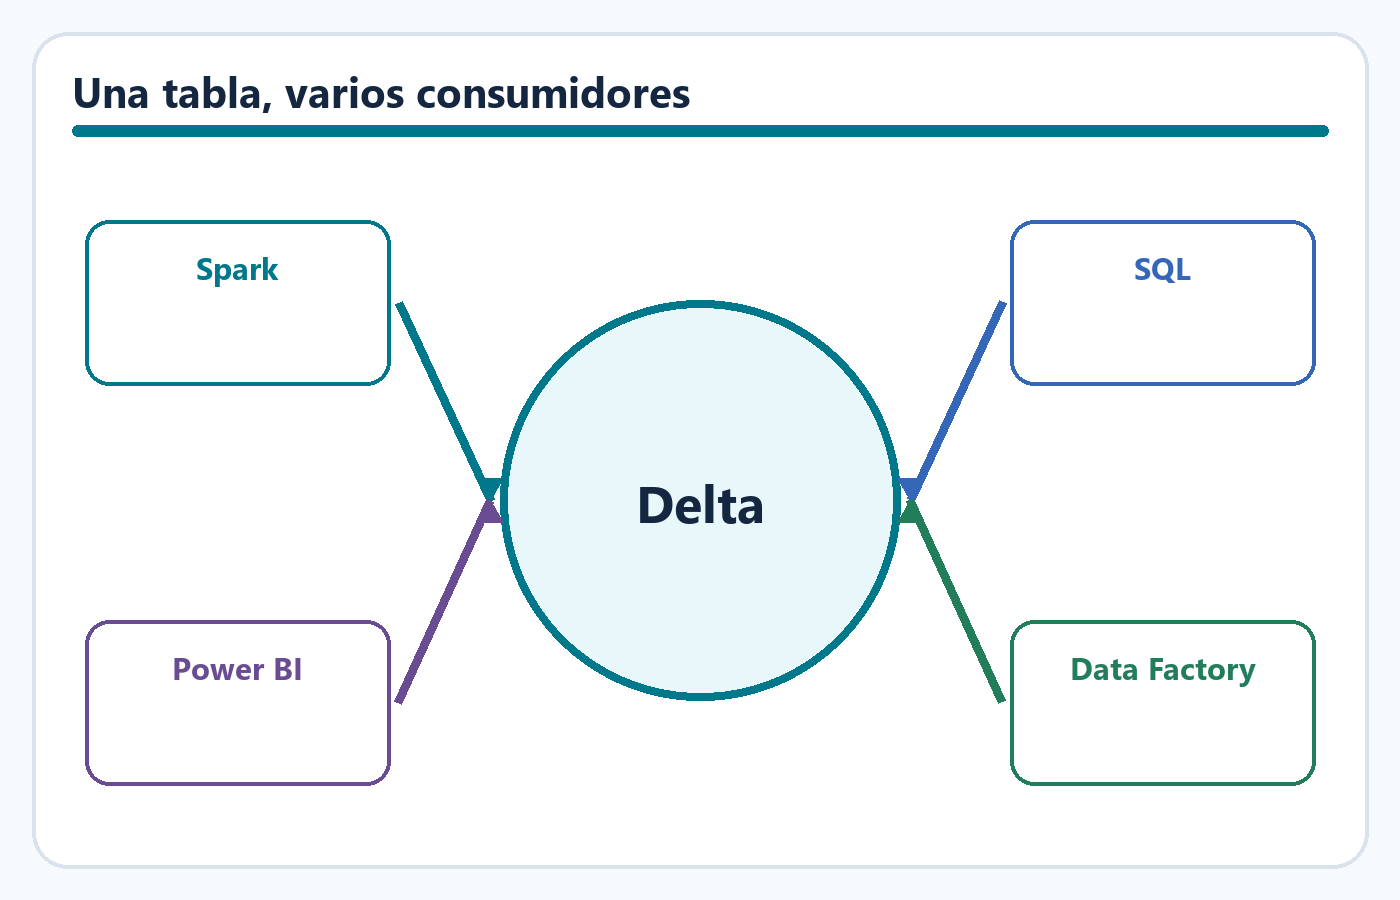 Una tabla, varios consumidores
Spark
SQL
Delta
Power BI
Data Factory